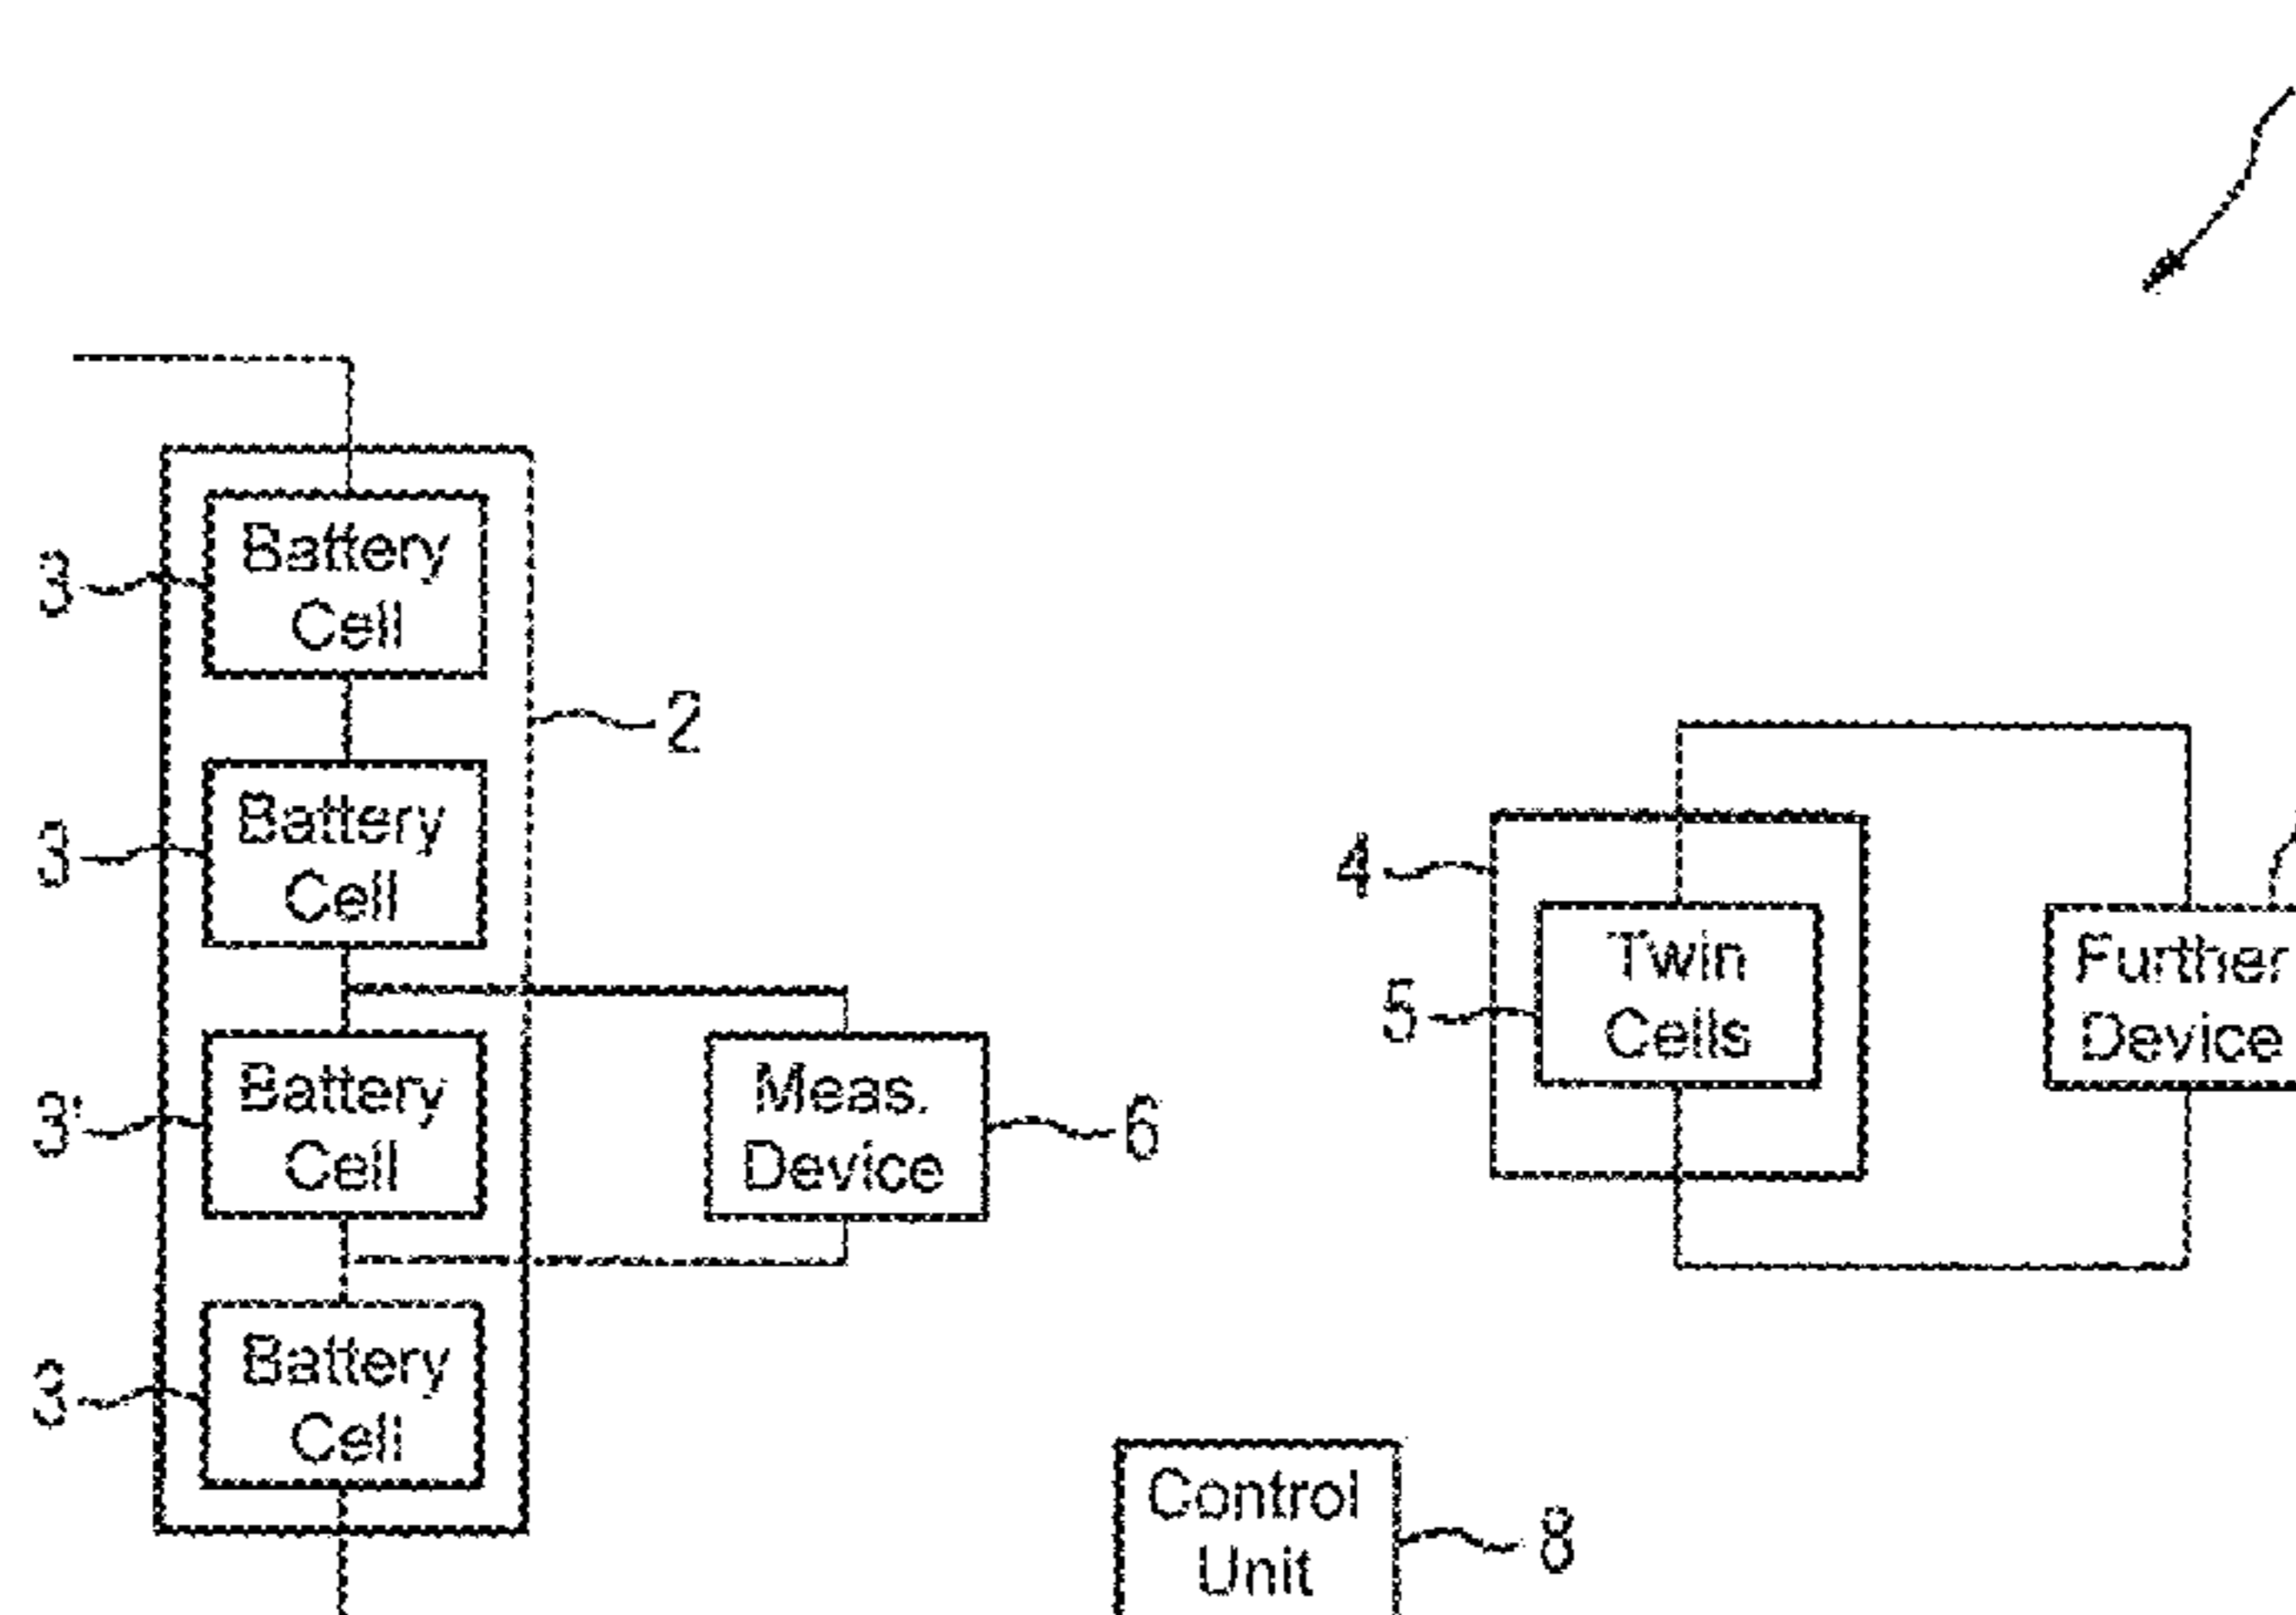 3
Battery
Cell
2
3
Battery
Cell
4
Twin
Cells
5
Further
Device
3'
Battery
Cell
Meas.
Device
6
3
Battery
Cell
Control
Unit
8